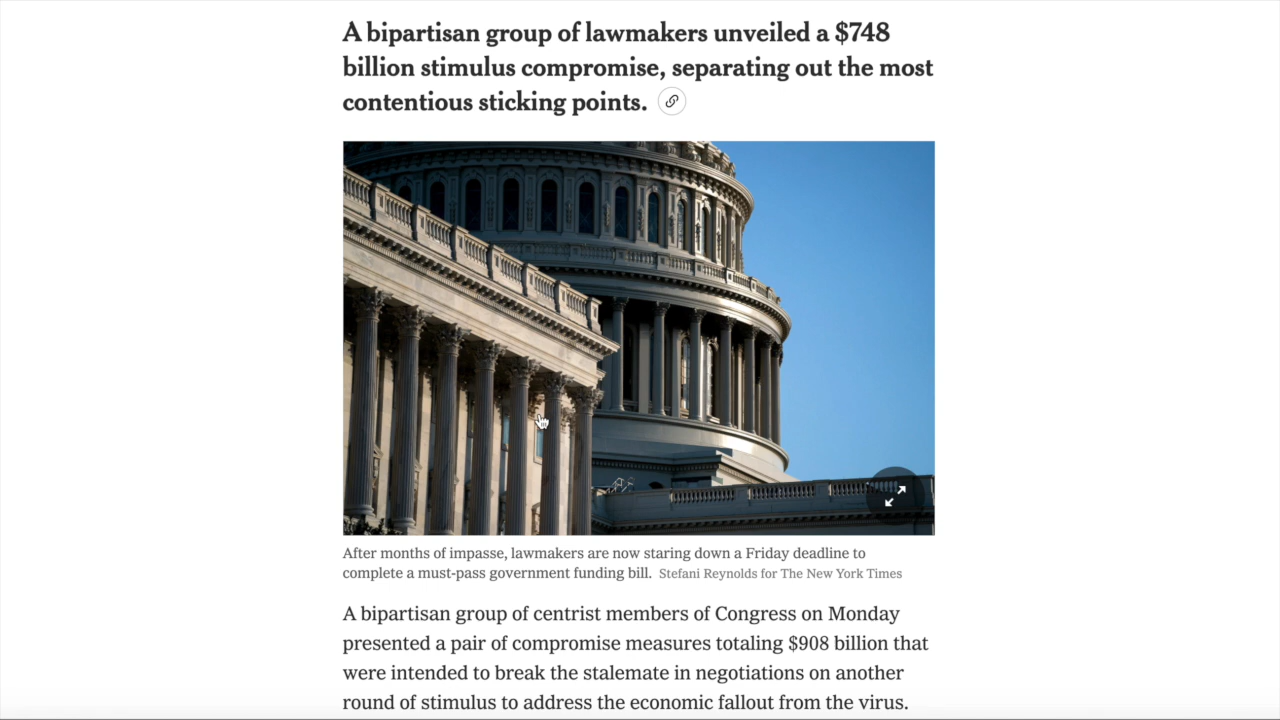 A bipartisan group of lawmakers unveiled a $748
billion stimulus compromise, separating out the most
contentious sticking points.
After months of impasse, lawmakers are now staring down a Friday deadline to
complete a must-pass government funding bill. Stefani Reynolds for The New York Times
A bipartisan group of centrist members of Congress on Monday
presented a pair of compromise measures totaling $908 billion that
were intended to break the stalemate in negotiations on another
round of stimulus to address the economic fallout from the virus.